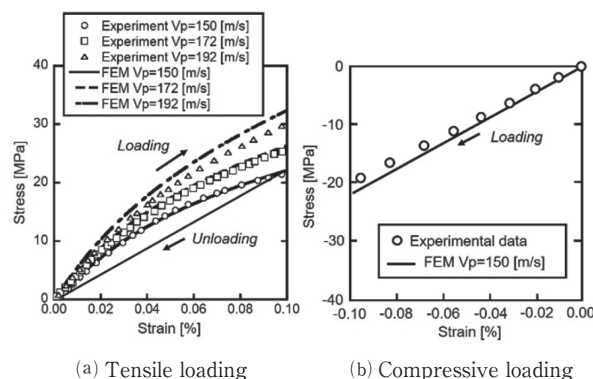 Experiment Vp=150 [m/s]
Experiment Vp=172 [m/s]
Experiment Vp=192 [m/s]
FEM Vp=150 [m/s]
FEM Vp=172 [m/s]
FEM Vp=192 [m/s]
40
30
20
10
0
Stress [MPa]
Loading
Unloading
0.00 0.02 0.04 0.06 0.08 0.10
Strain [%]
(a) Tensile loading
0
-10
-20
-30
-40
Stress [MPa]
Loading
Experimental data
FEM Vp=150 [m/s]
-0.10 -0.08 -0.06 -0.04 -0.02 0.00
Strain [%]
(b) Compressive loading